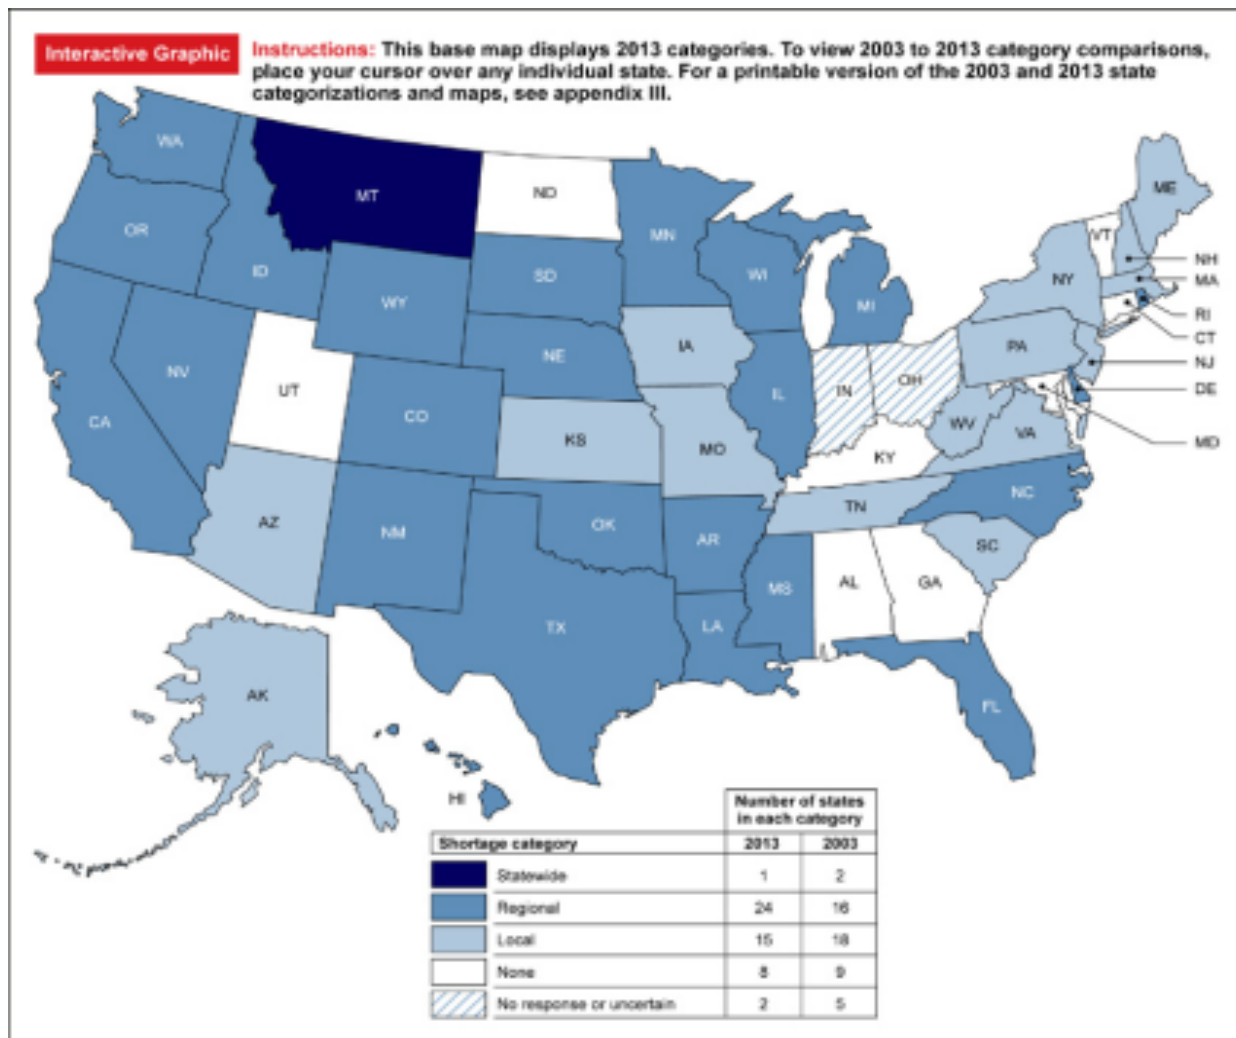 Interactive Graphic
Instructions: This base map displays 2013 categories. To view 2003 to 2013 category comparisons,
place your cursor over any individual state. For a printable version of the 2003 and 2013 state
categorizations and maps, see appendix III.
WA
MT
ND
ME
OR
MN
VT
ID
SD
WI
NH
WY
MI
NY
MA
RI
CT
NE
IA
PA
NJ
NV
UT
IL
IN
OH
DE
CA
CO
KS
MO
WV
VA
MD
KY
AZ
NM
OK
AR
TN
NC
SC
MS
AL
GA
TX
LA
AK
FL
HI
Number of states
in each category
Shortage category 2013 2003
Statewide 1 2
Regional 24 16
Local 15 18
None 8 9
No response or uncertain 2 5